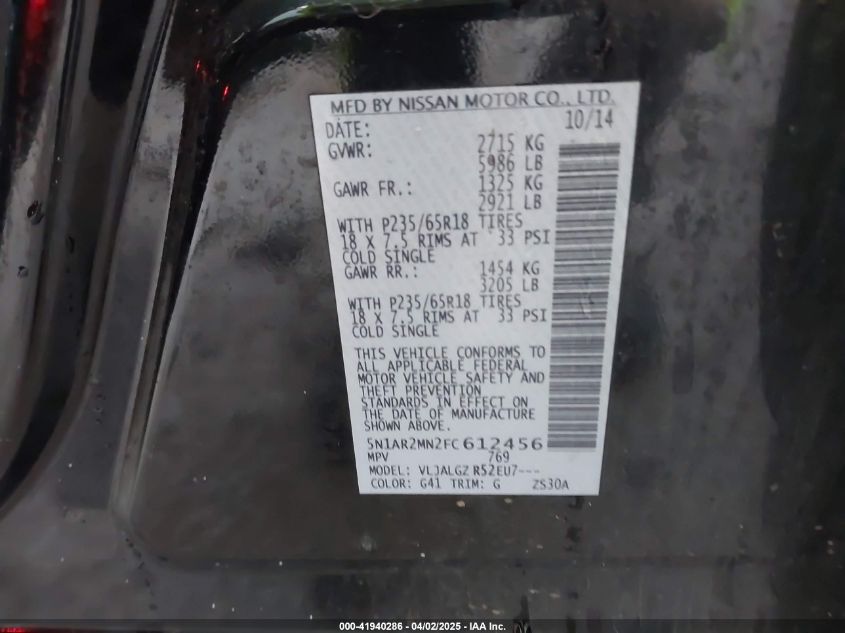 MFD BY NISSAN MOTOR CO., LTD.
DATE: 10/14
GVWR: 2715 KG
5986 LB
GAWR FR.: 1325 KG
2921 LB
WITH P235/65R18 TIRES
18 X 7.5 RIMS AT 33 PSI
COLD SINGLE
GAWR RR.: 1454 KG
3205 LB
WITH P235/65R18 TIRES
18 X 7.5 RIMS AT 33 PSI
COLD SINGLE
THIS VEHICLE CONFORMS TO
ALL APPLICABLE FEDERAL
MOTOR VEHICLE SAFETY AND
THEFT PREVENTION
STANDARDS IN EFFECT ON
THE DATE OF MANUFACTURE
SHOWN ABOVE.
5N1AR2MN2FC612456
MPV 769
MODEL: VLJALGZ R52EU7---
COLOR: G41 TRIM: G ZS30A
000-41940286 - 04/02/2025 - IAA Inc.